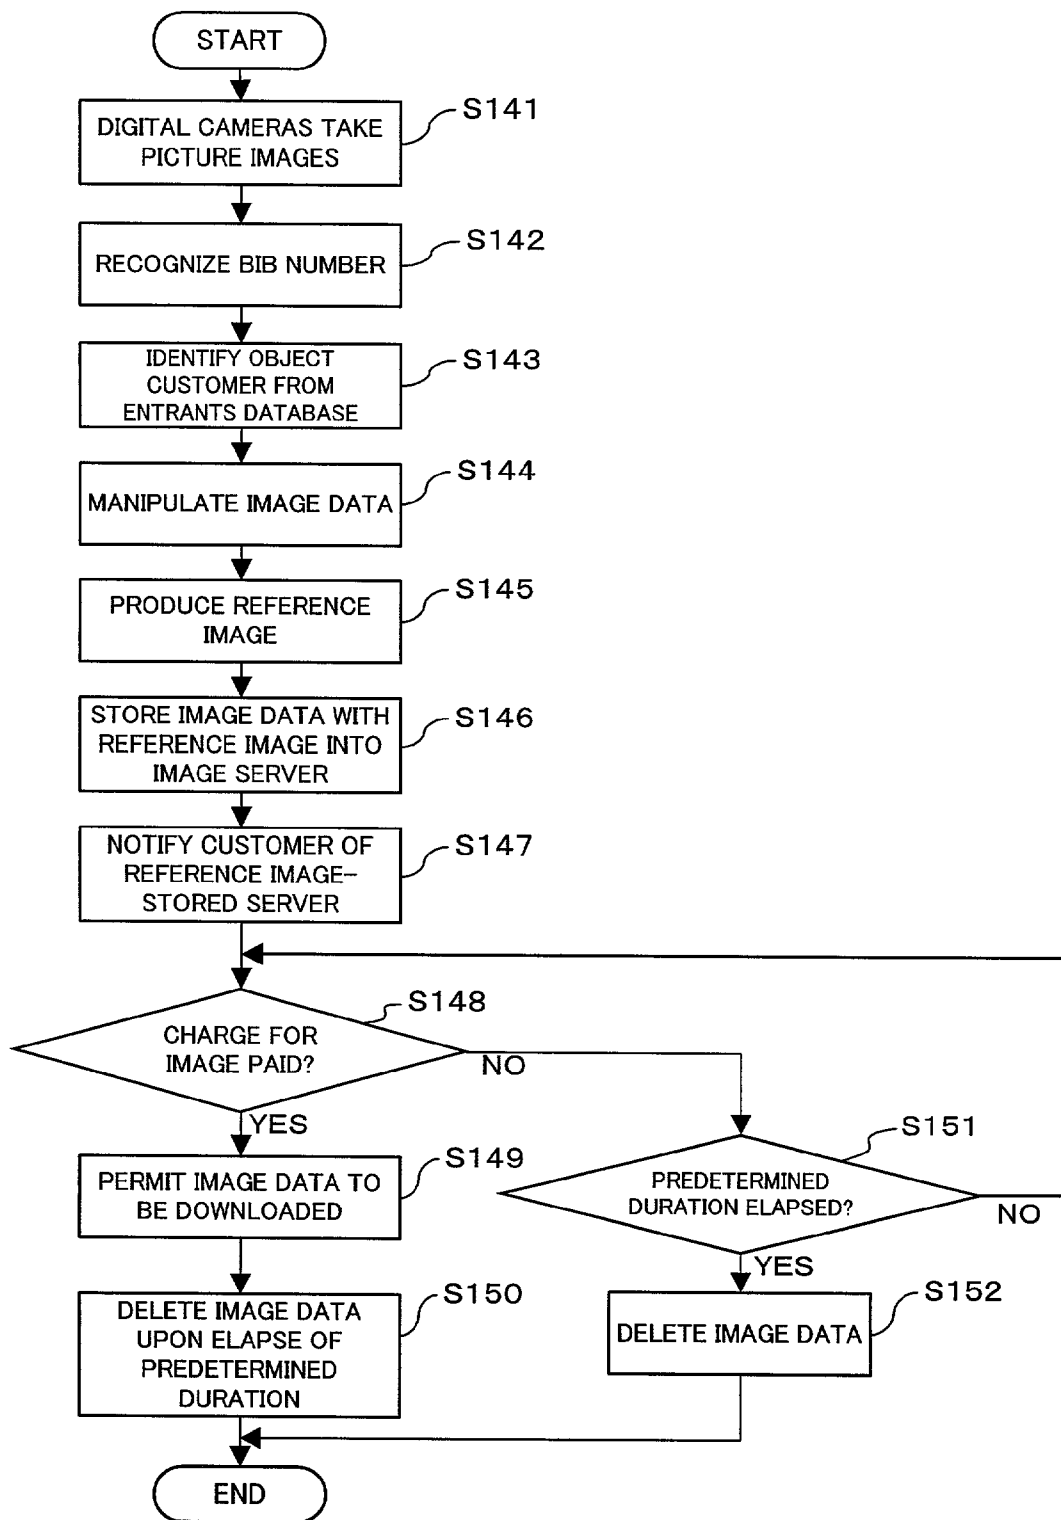 START
S141
DIGITAL CAMERAS TAKE
PICTURE IMAGES
S142
RECOGNIZE BIB NUMBER
S143
IDENTIFY OBJECT
CUSTOMER FROM
ENTRANTS DATABASE
S144
MANIPULATE IMAGE DATA
S145
PRODUCE REFERENCE
IMAGE
S146
STORE IMAGE DATA WITH
REFERENCE IMAGE INTO
IMAGE SERVER
S147
NOTIFY CUSTOMER OF
REFERENCE IMAGE-
STORED SERVER
S148
CHARGE FOR
IMAGE PAID?
NO
YES
S149
PERMIT IMAGE DATA TO
BE DOWNLOADED
S151
PREDETERMINED
DURATION ELAPSED?
NO
YES
S150
DELETE IMAGE DATA
UPON ELAPSE OF
PREDETERMINED
DURATION
S152
DELETE IMAGE DATA
END